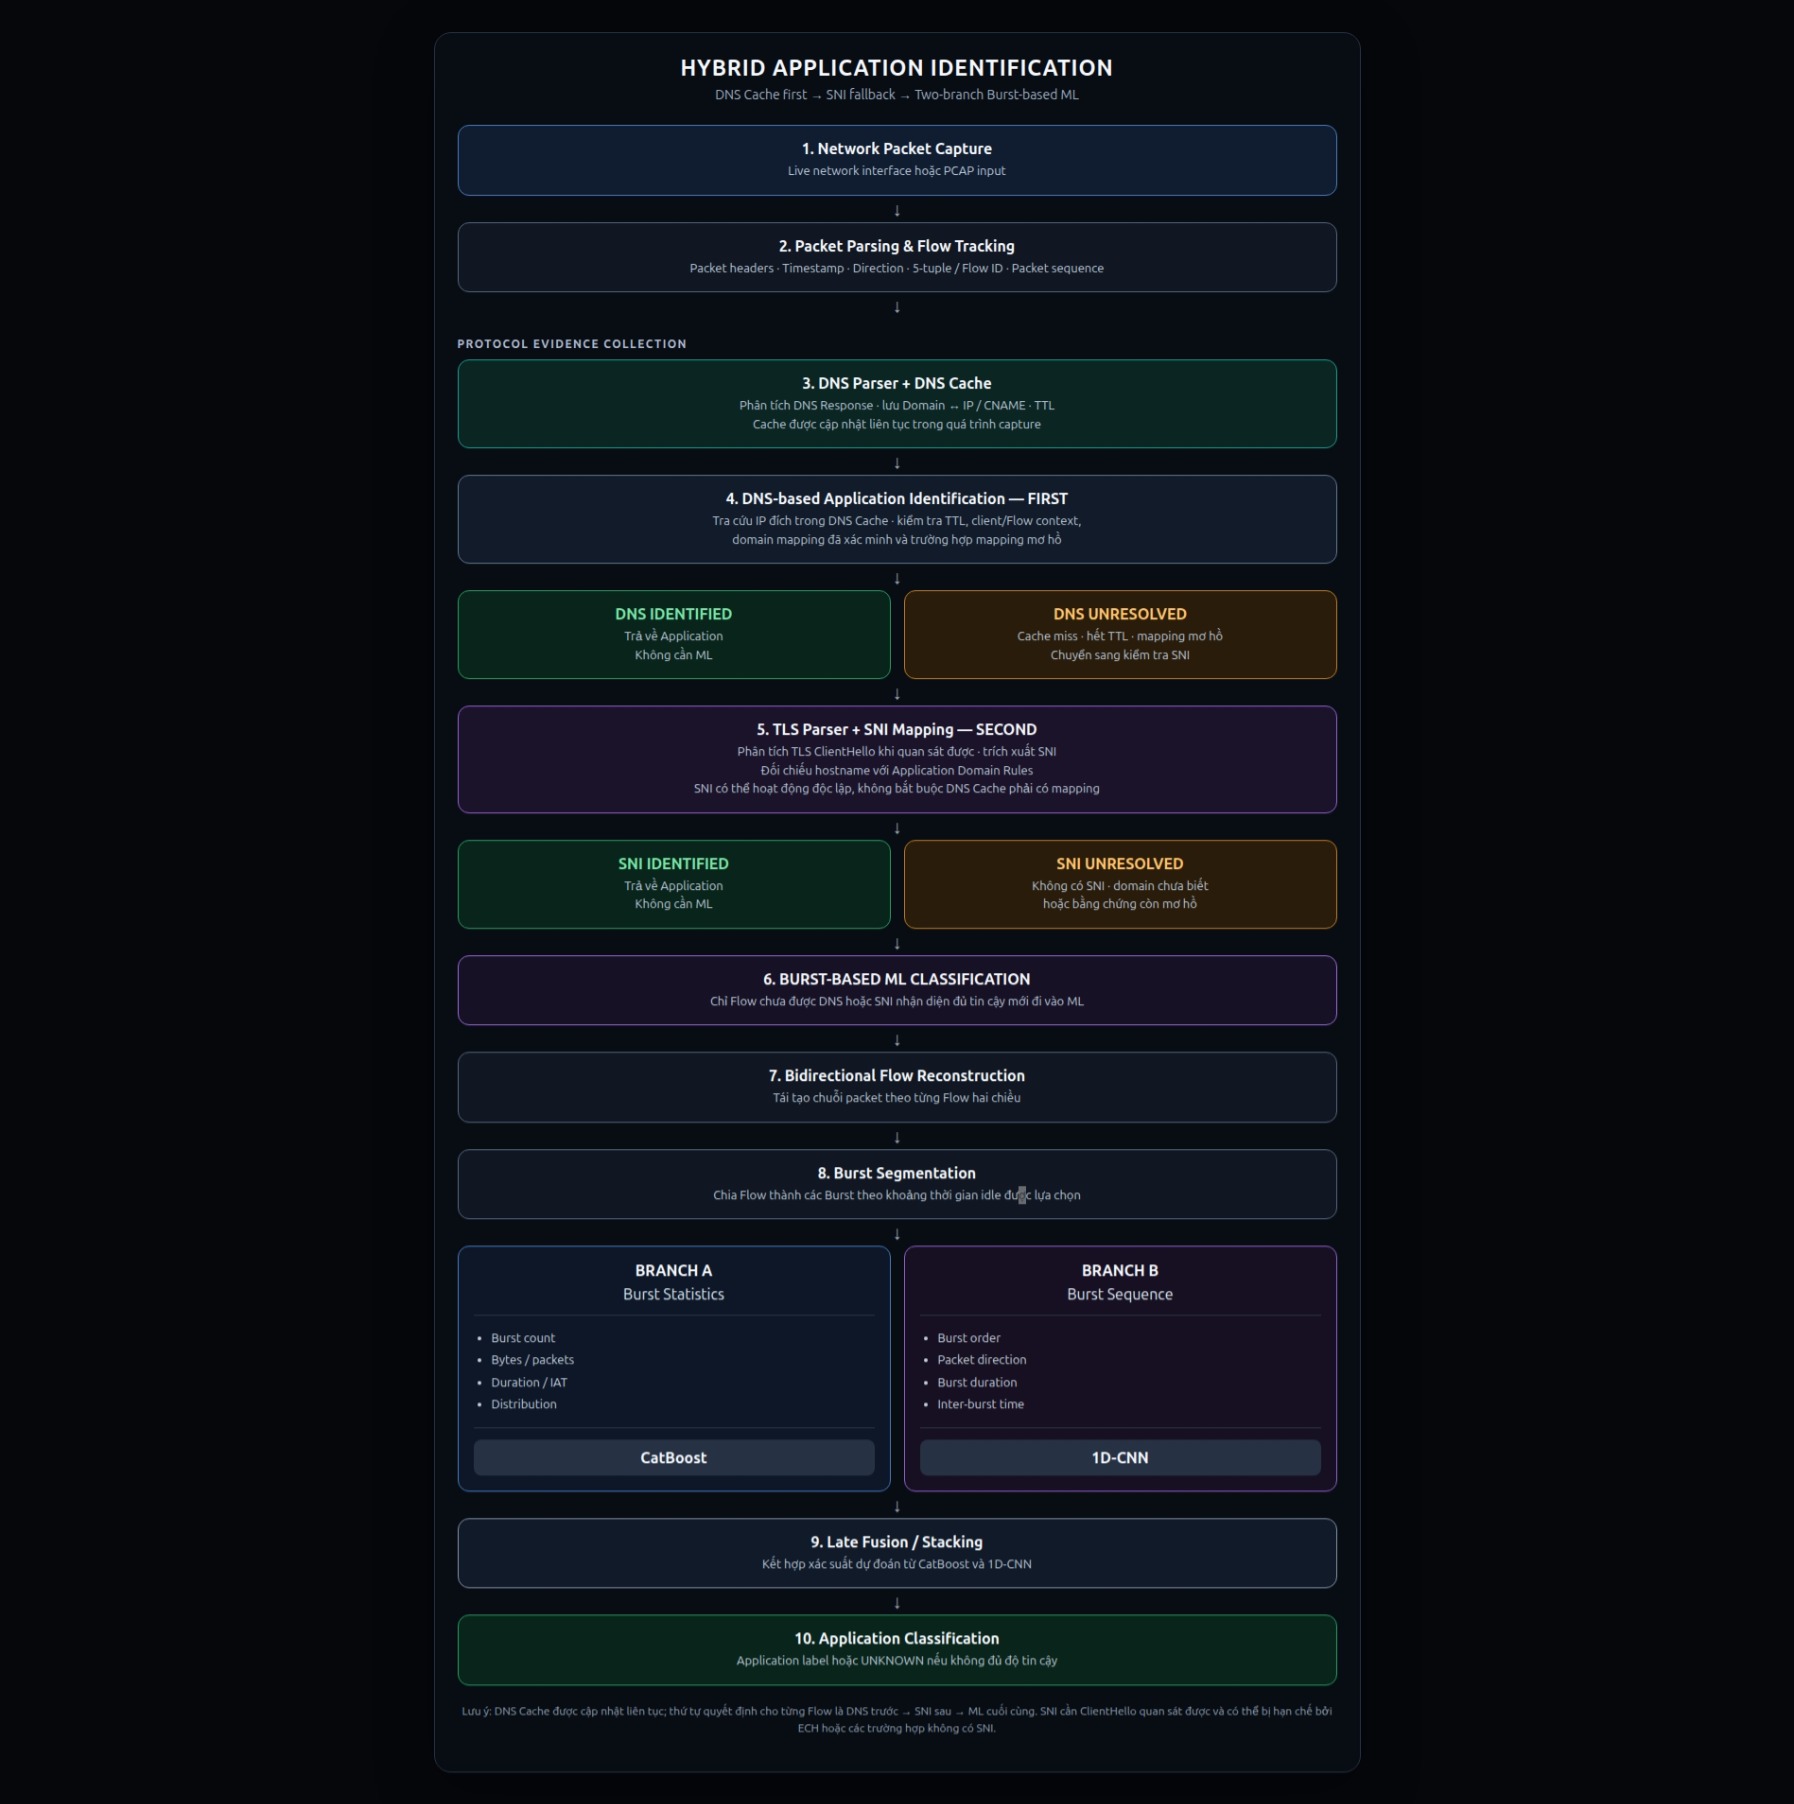 HYBRID APPLICATION IDENTIFICATION
DNS Cache first → SNI fallback → Two-branch Burst-based ML
1. Network Packet Capture
Live network interface hoặc PCAP input
↓
2. Packet Parsing & Flow Tracking
Packet headers · Timestamp · Direction · 5-tuple / Flow ID · Packet sequence
↓
PROTOCOL EVIDENCE COLLECTION
3. DNS Parser + DNS Cache
Phân tích DNS Response · lưu Domain ↔ IP / CNAME · TTL
Cache được cập nhật liên tục trong quá trình capture
↓
4. DNS-based Application Identification — FIRST
Tra cứu IP đích trong DNS Cache · kiểm tra TTL, client/Flow context,
domain mapping đã xác minh và trường hợp mapping mơ hồ
↓
DNS IDENTIFIED
Trả về Application
Không cần ML
DNS UNRESOLVED
Cache miss · hết TTL · mapping mơ hồ
Chuyển sang kiểm tra SNI
↓
5. TLS Parser + SNI Mapping — SECOND
Phân tích TLS ClientHello khi quan sát được · trích xuất SNI
Đối chiếu hostname với Application Domain Rules
SNI có thể hoạt động độc lập, không bắt buộc DNS Cache phải có mapping
↓
SNI IDENTIFIED
Trả về Application
Không cần ML
SNI UNRESOLVED
Không có SNI · domain chưa biết
hoặc bằng chứng còn mơ hồ
↓
6. BURST-BASED ML CLASSIFICATION
Chỉ Flow chưa được DNS hoặc SNI nhận diện đủ tin cậy mới đi vào ML
↓
7. Bidirectional Flow Reconstruction
Tái tạo chuỗi packet theo từng Flow hai chiều
↓
8. Burst Segmentation
Chia Flow thành các Burst theo khoảng thời gian idle được lựa chọn
↓
BRANCH A
Burst Statistics
• Burst count
• Bytes / packets
• Duration / IAT
• Distribution
CatBoost
BRANCH B
Burst Sequence
• Burst order
• Packet direction
• Burst duration
• Inter-burst time
1D-CNN
↓
9. Late Fusion / Stacking
Kết hợp xác suất dự đoán từ CatBoost và 1D-CNN
↓
10. Application Classification
Application label hoặc UNKNOWN nếu không đủ độ tin cậy
Lưu ý: DNS Cache được cập nhật liên tục; thứ tự quyết định cho từng Flow là DNS trước → SNI sau → ML cuối cùng. SNI cần ClientHello quan sát được và có thể bị hạn chế bởi
ECH hoặc các trường hợp không có SNI.